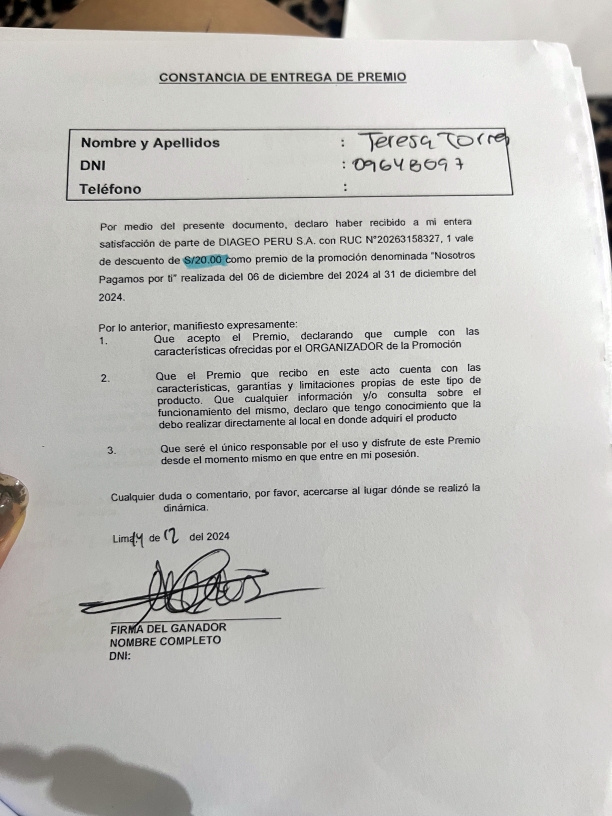 CONSTANCIA DE ENTREGA DE PREMIO
Nombre y Apellidos : Teresa Torre
DNI : 09648097
Teléfono :
Por medio del presente documento, declaro haber recibido a mi entera
satisfacción de parte de DIAGEO PERU S.A. con RUC N°20263158327, 1 vale
de descuento de S/20.00 como premio de la promoción denominada "Nosotros
Pagamos por ti" realizada del 06 de diciembre del 2024 al 31 de diciembre del
2024.
Por lo anterior, manifiesto expresamente:
1. Que acepto el Premio, declarando que cumple con las
características ofrecidas por el ORGANIZADOR de la Promoción
2. Que el Premio que recibo en este acto cuenta con las
características, garantías y limitaciones propias de este tipo de
producto. Que cualquier información y/o consulta sobre el
funcionamiento del mismo, declaro que tengo conocimiento que la
debo realizar directamente al local en donde adquirí el producto
3. Que seré el único responsable por el uso y disfrute de este Premio
desde el momento mismo en que entre en mi posesión.
Cualquier duda o comentario, por favor, acercarse al lugar dónde se realizó la
dinámica.
Lima, 14 de 12 del 2024
FIRMA DEL GANADOR
NOMBRE COMPLETO
DNI: